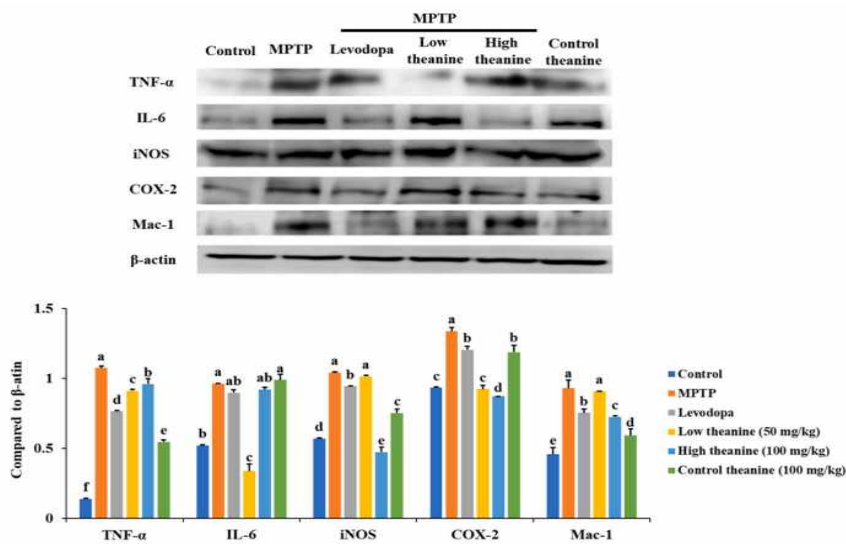 MPTP
Control MPTP Levodopa Low theanine High theanine Control theanine
TNF-α
IL-6
iNOS
COX-2
Mac-1
β-actin
1.5
1
0.5
0
Compared to β-atin
f a d c b e
b a ab c ab a
d a b a e c
c a b c d b
e a b a c d
TNF-α IL-6 iNOS COX-2 Mac-1
Control
MPTP
Levodopa
Low theanine (50 mg/kg)
High theanine (100 mg/kg)
Control theanine (100 mg/kg)